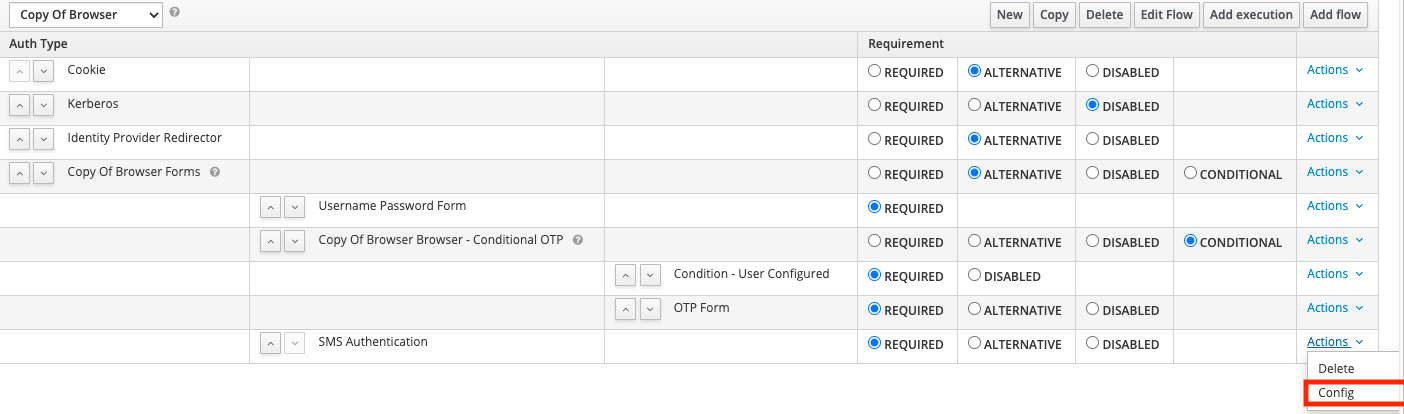 Copy Of Browser ? New Copy Delete Edit Flow Add execution Add flow
Auth Type Requirement
Cookie REQUIRED ALTERNATIVE DISABLED Actions
Kerberos REQUIRED ALTERNATIVE DISABLED Actions
Identity Provider Redirector REQUIRED ALTERNATIVE DISABLED Actions
Copy Of Browser Forms ? REQUIRED ALTERNATIVE DISABLED CONDITIONAL Actions
Username Password Form REQUIRED Actions
Copy Of Browser Browser - Conditional OTP ? REQUIRED ALTERNATIVE DISABLED CONDITIONAL Actions
Condition - User Configured REQUIRED DISABLED Actions
OTP Form REQUIRED ALTERNATIVE DISABLED Actions
SMS Authentication REQUIRED ALTERNATIVE DISABLED Actions
Delete
Config